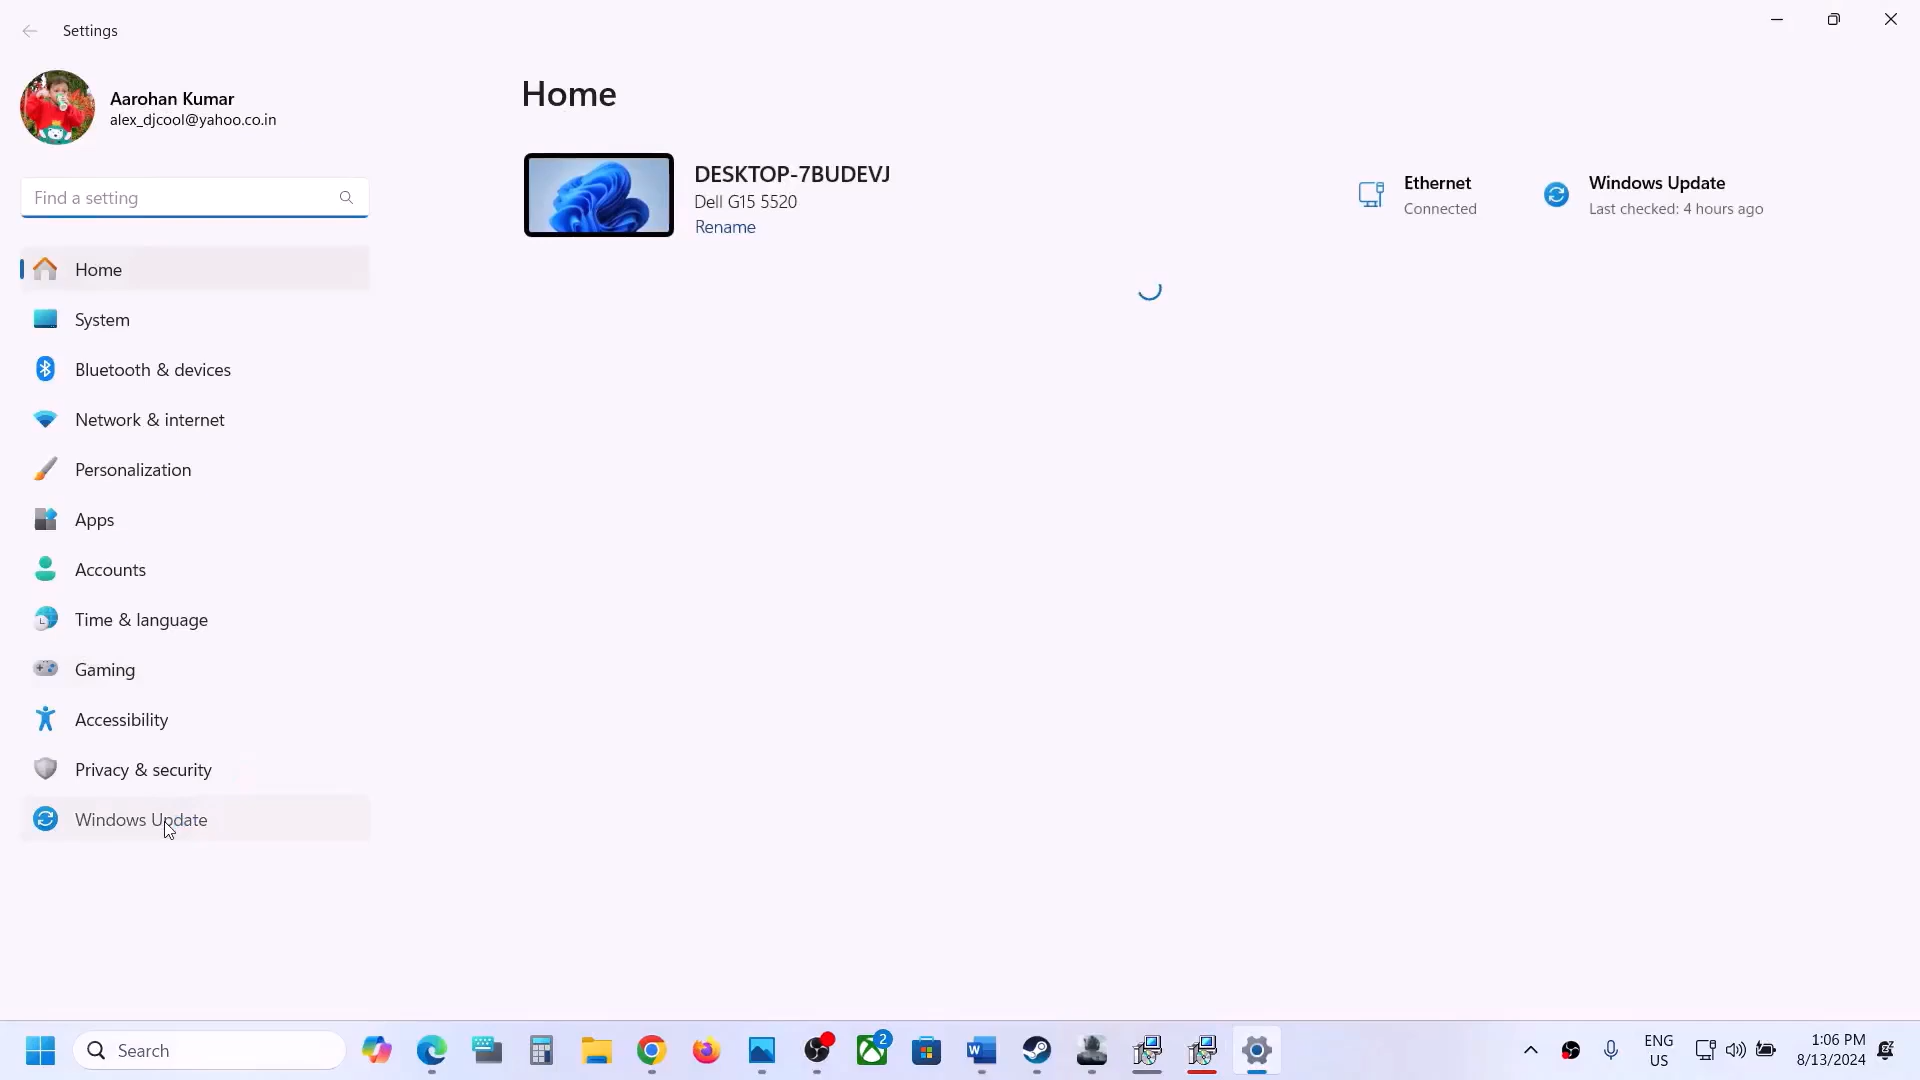 Settings
Aarohan Kumar
alex_djcool@yahoo.co.in
Find a setting
Home
System
Bluetooth & devices
Network & internet
Personalization
Apps
Accounts
Time & language
Gaming
Accessibility
Privacy & security
Windows Update
Home
DESKTOP-7BUDEVJ
Dell G15 5520
Rename
Ethernet
Connected
Windows Update
Last checked: 4 hours ago
Search
2
ENG
US
1:06 PM
8/13/2024